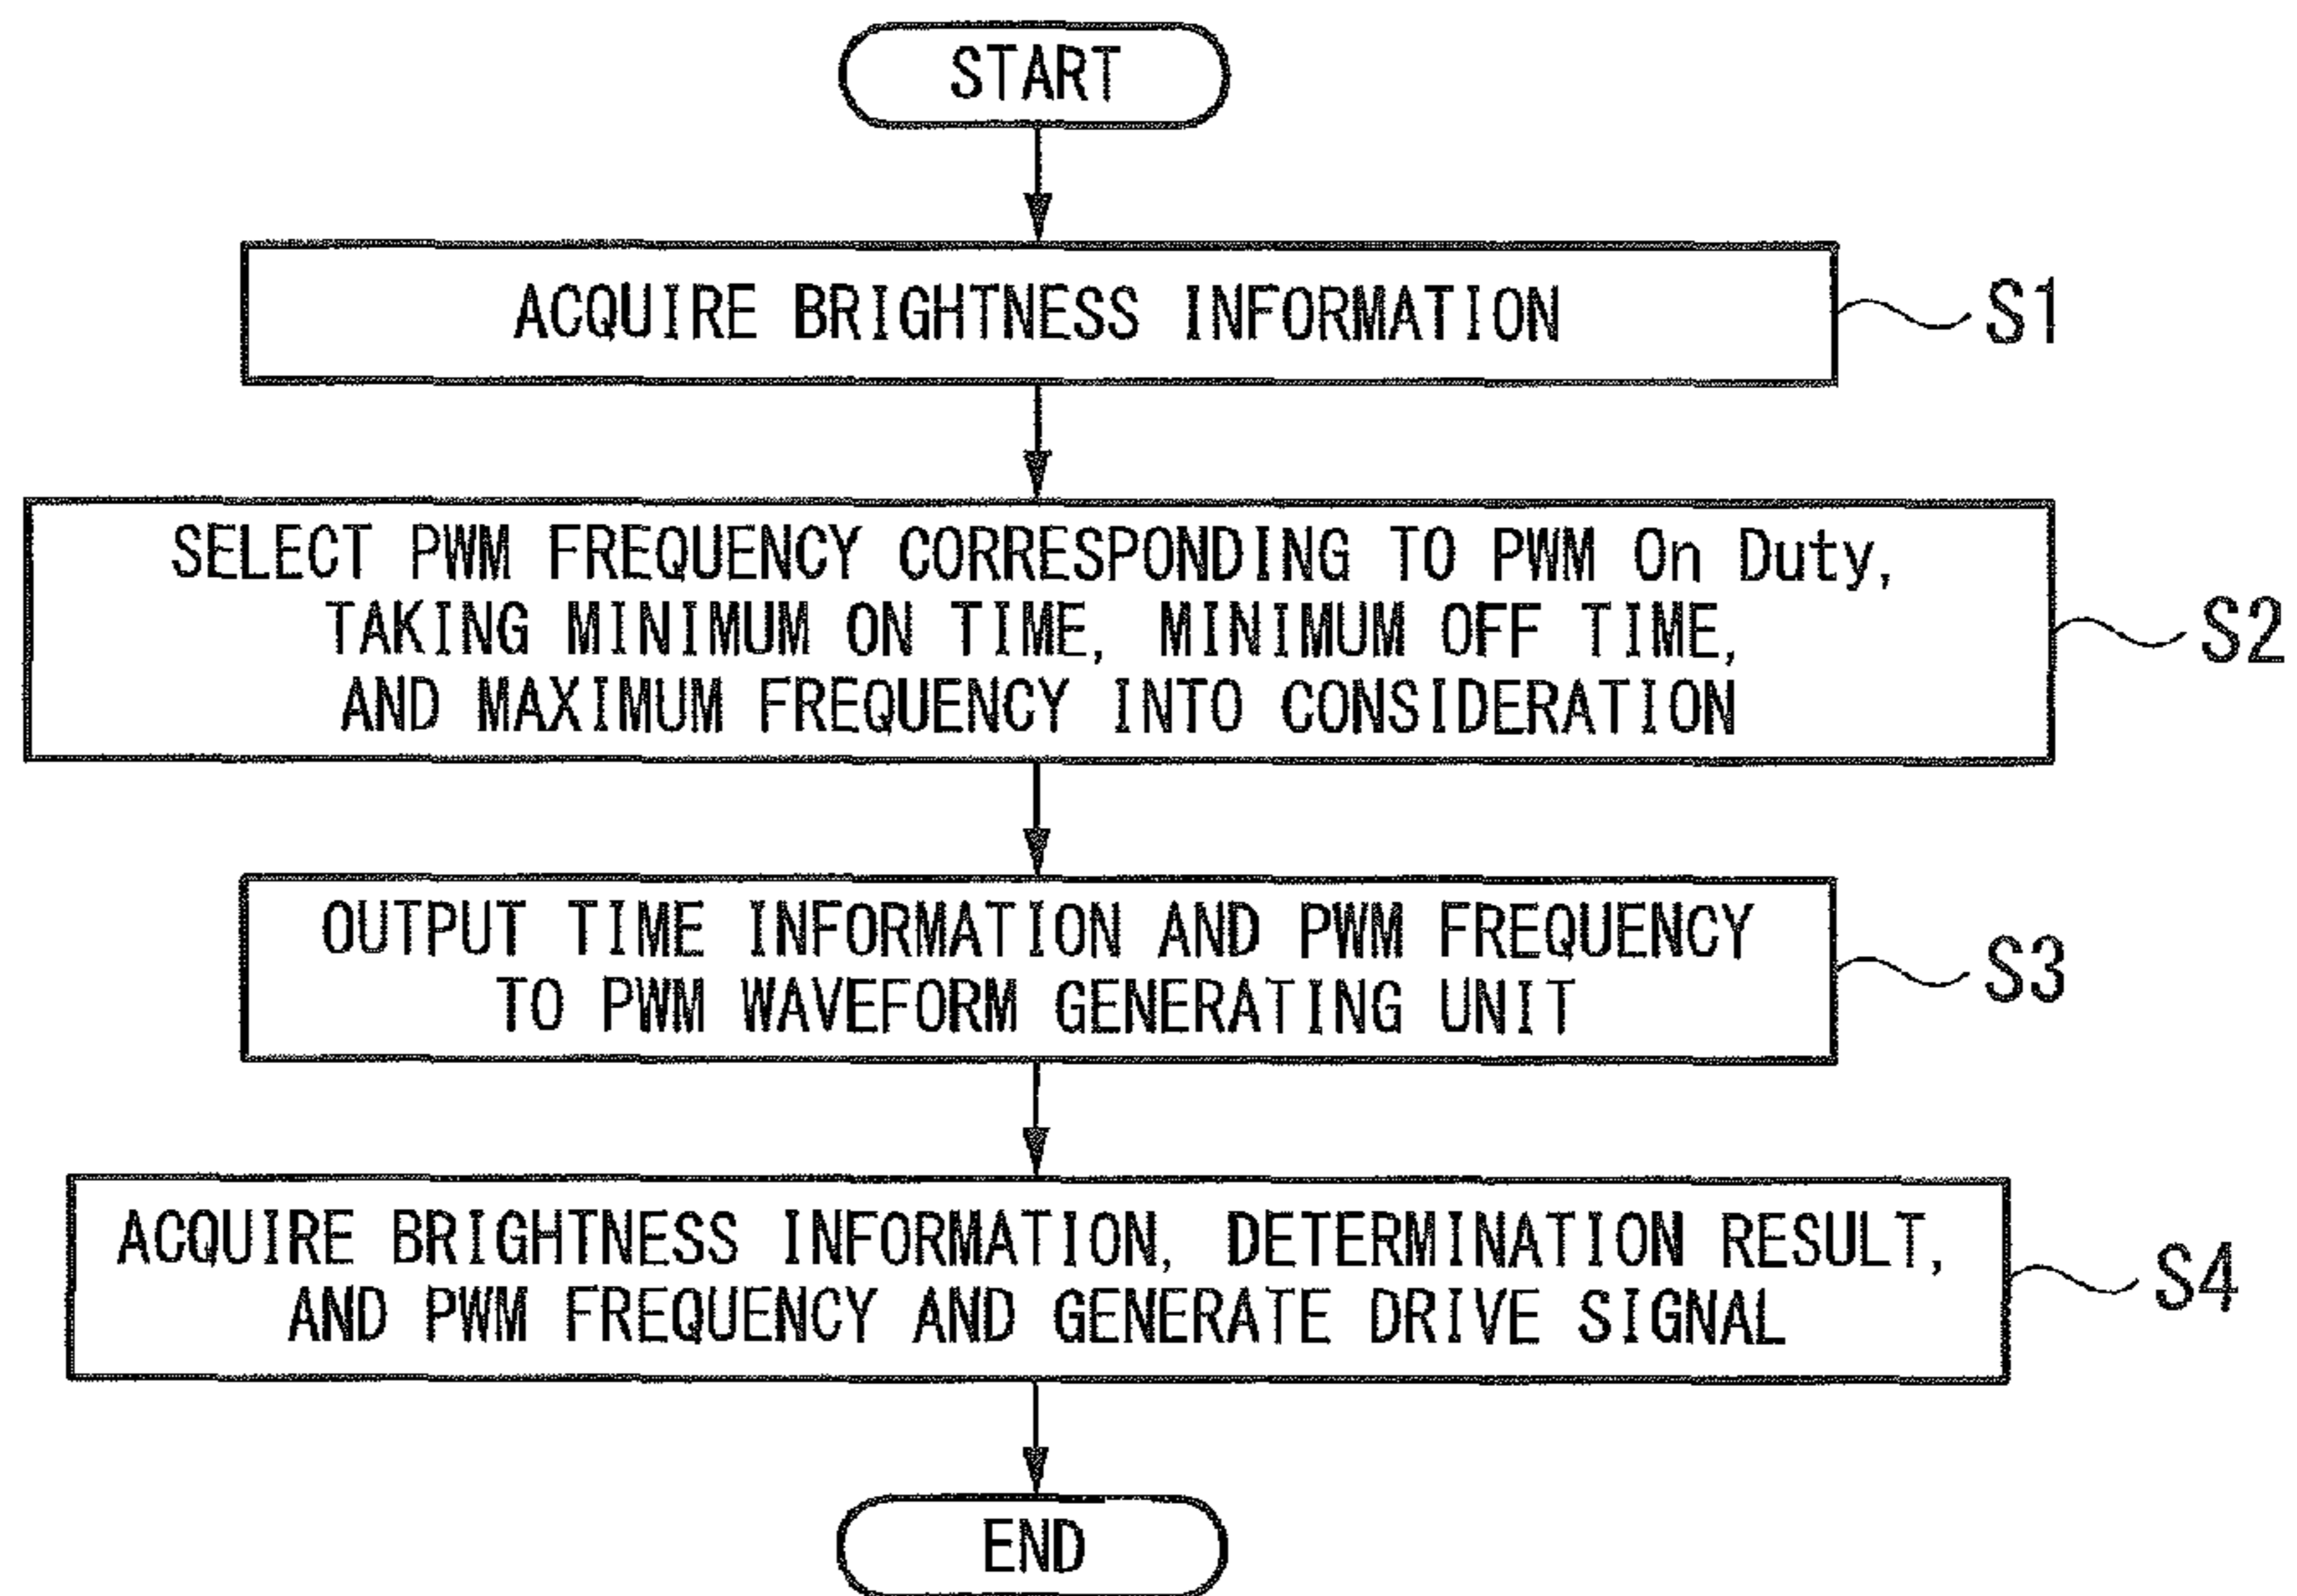 START
ACQUIRE BRIGHTNESS INFORMATION
S1
SELECT PWM FREQUENCY CORRESPONDING TO PWM On Duty,
TAKING MINIMUM ON TIME, MINIMUM OFF TIME,
AND MAXIMUM FREQUENCY INTO CONSIDERATION
S2
OUTPUT TIME INFORMATION AND PWM FREQUENCY
TO PWM WAVEFORM GENERATING UNIT
S3
ACQUIRE BRIGHTNESS INFORMATION, DETERMINATION RESULT,
AND PWM FREQUENCY AND GENERATE DRIVE SIGNAL
S4
END